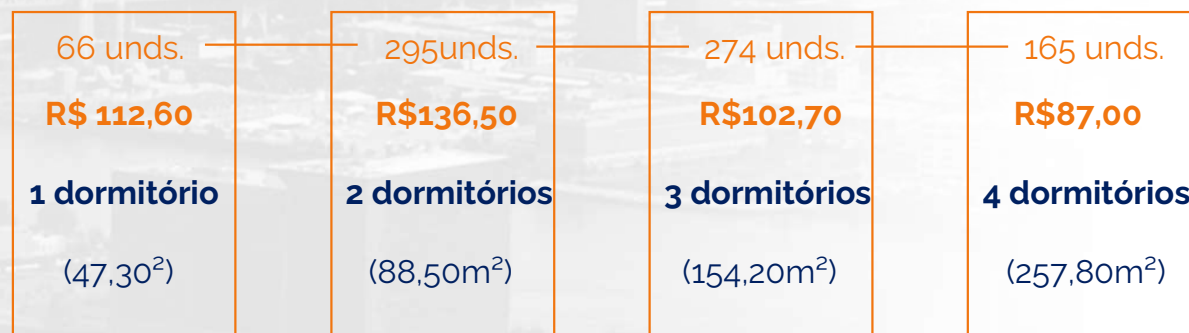 66 unds.
R$ 112,60
1 dormitório
(47,30²)
295unds.
R$136,50
2 dormitórios
(88,50m²)
274 unds.
R$102,70
3 dormitórios
(154,20m²)
165 unds.
R$87,00
4 dormitórios
(257,80m²)